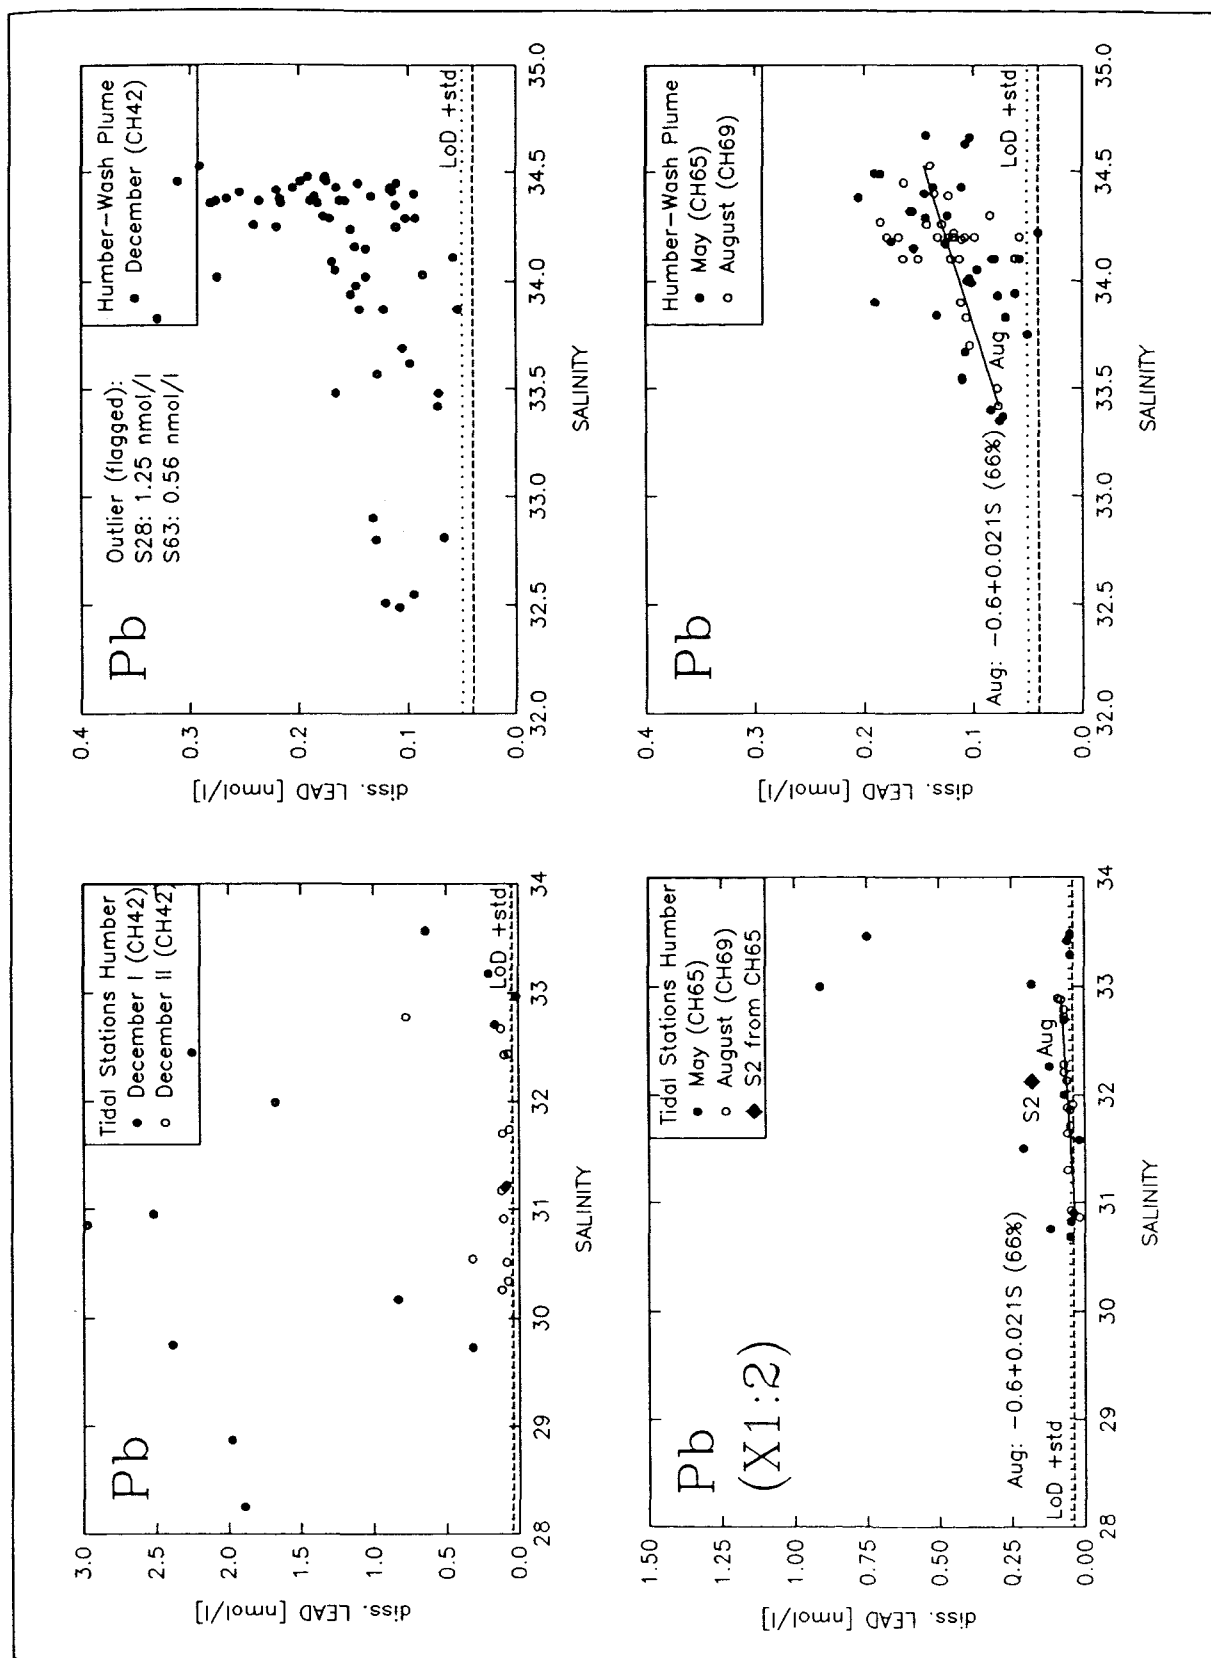 Pb
Tidal Stations Humber
December I (CH42)
December II (CH42)
LoD +std
3.0
2.5
2.0
1.5
1.0
0.5
0.0
diss. LEAD [nmol/l]
28
29
30
31
32
33
34
SALINITY
Pb
Outlier (flagged):
S28: 1.25 nmol/l
S63: 0.56 nmol/l
Humber-Wash Plume
December (CH42)
LoD +std
0.4
0.3
0.2
0.1
0.0
diss. LEAD [nmol/l]
32.0
32.5
33.0
33.5
34.0
34.5
35.0
SALINITY
Pb
(X1:2)
Tidal Stations Humber
May (CH65)
August (CH69)
S2 from CH65
S2
Aug
Aug: -0.6+0.021S (66%)
LoD +std
1.50
1.25
1.00
0.75
0.50
0.25
0.00
diss. LEAD [nmol/l]
28
29
30
31
32
33
34
SALINITY
Pb
Humber-Wash Plume
May (CH65)
August (CH69)
LoD +std
Aug
Aug: -0.6+0.021S (66%)
0.4
0.3
0.2
0.1
0.0
diss. LEAD [nmol/l]
32.0
32.5
33.0
33.5
34.0
34.5
35.0
SALINITY